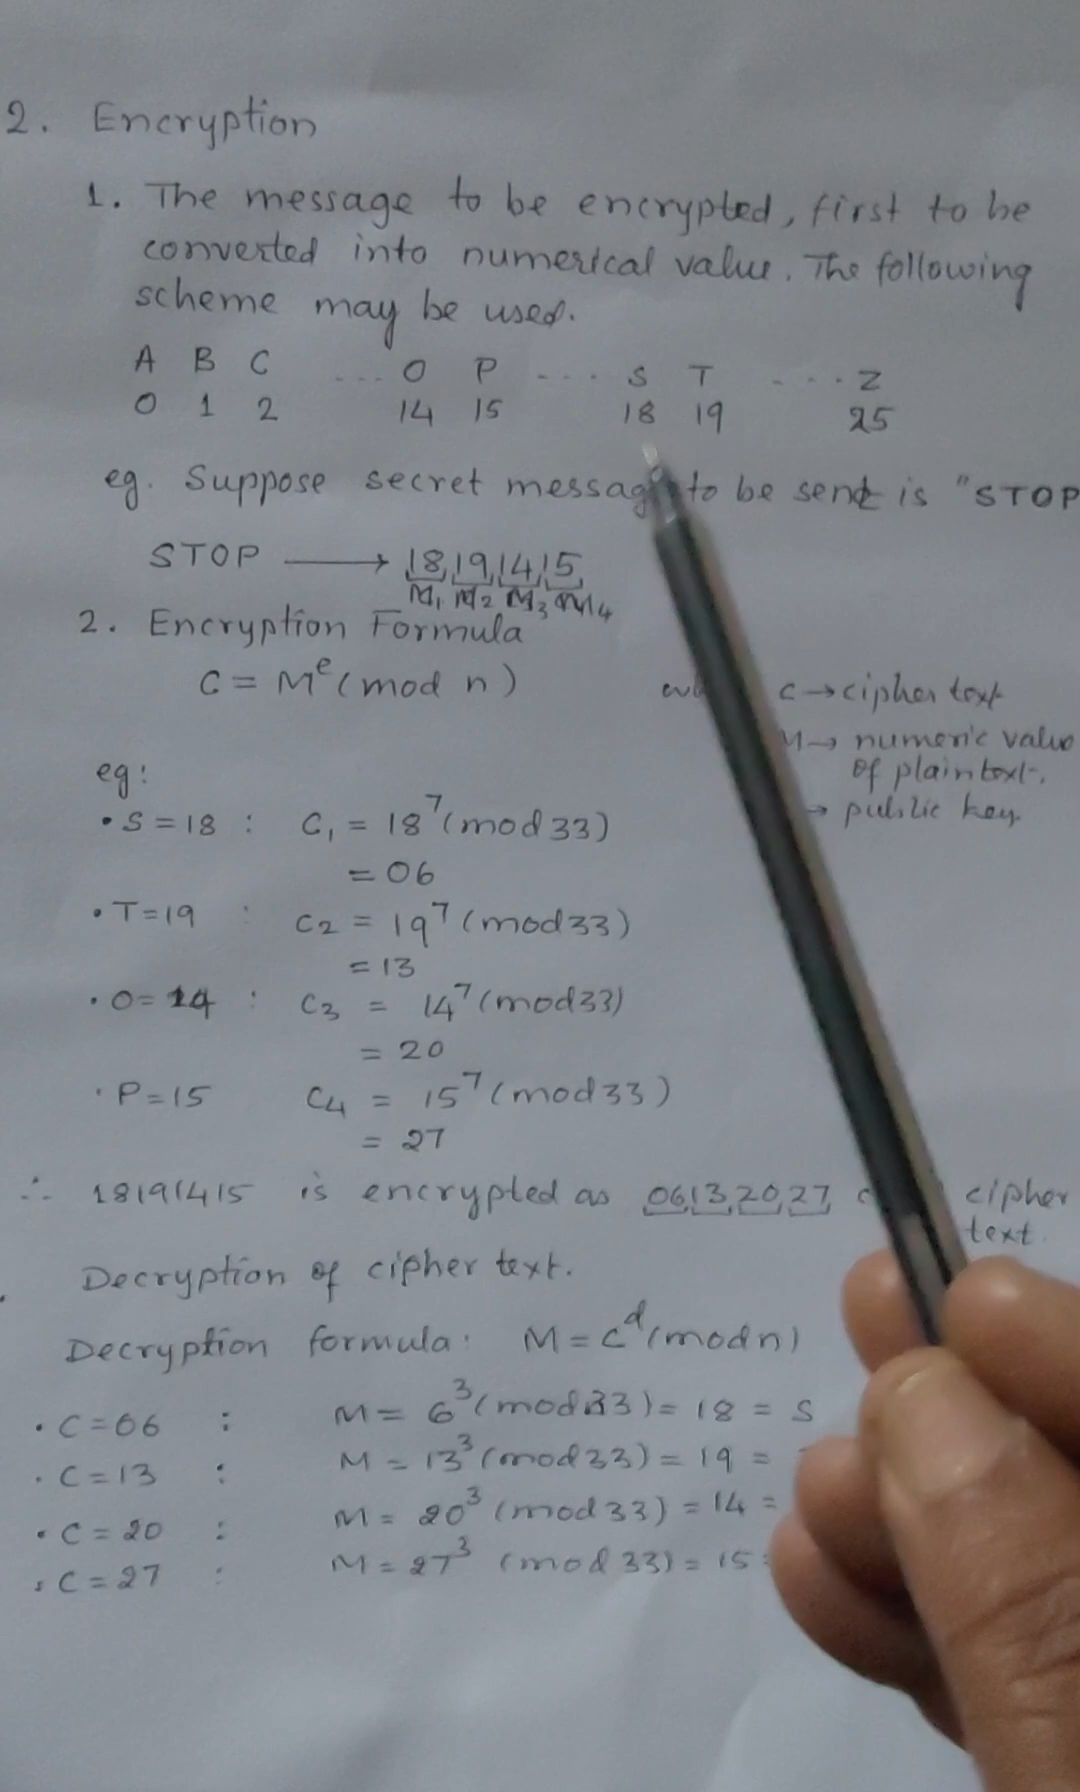 2. Encryption
1. The message to be encrypted, first to be
converted into numerical value. The following
scheme may be used.
A B C ... O P ... S T ... Z
0 1 2 14 15 18 19 25
eg. Suppose secret messag to be send is "STOP
STOP → 18,19,14,15
M1 M2 M3 M4
2. Encryption Formula
C = M^e (mod n)
C → cipher text
M → numeric value
of plain text.
→ public key
eg:
• S = 18 : C1 = 18^7 (mod 33)
= 06
• T = 19 : C2 = 19^7 (mod 33)
= 13
• O = 14 : C3 = 14^7 (mod 33)
= 20
• P = 15 C4 = 15^7 (mod 33)
= 27
∴ 18191415 is encrypted as 06,13,20,27, cipher
text.
Decryption of cipher text.
Decryption formula: M = C^d (mod n)
• C = 06 : M = 6^3 (mod 33) = 18 = S
• C = 13 : M = 13^3 (mod 33) = 19 =
• C = 20 : M = 20^3 (mod 33) = 14 =
• C = 27 : M = 27^3 (mod 33) = 15 =